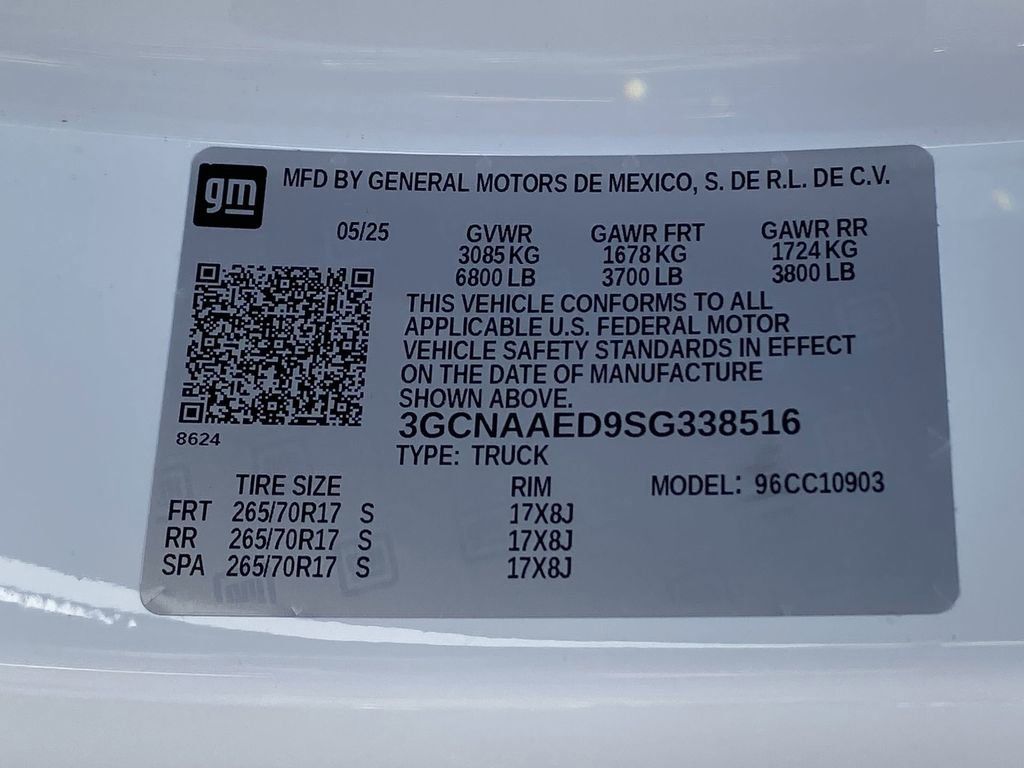 gm
MFD BY GENERAL MOTORS DE MEXICO, S. DE R.L. DE C.V.
05/25 GVWR GAWR FRT GAWR RR
3085 KG 1678 KG 1724 KG
6800 LB 3700 LB 3800 LB
THIS VEHICLE CONFORMS TO ALL
APPLICABLE U.S. FEDERAL MOTOR
VEHICLE SAFETY STANDARDS IN EFFECT
ON THE DATE OF MANUFACTURE
SHOWN ABOVE.
3GCNAAED9SG338516
8624
TYPE: TRUCK
TIRE SIZE RIM MODEL: 96CC10903
FRT 265/70R17 S 17X8J
RR 265/70R17 S 17X8J
SPA 265/70R17 S 17X8J